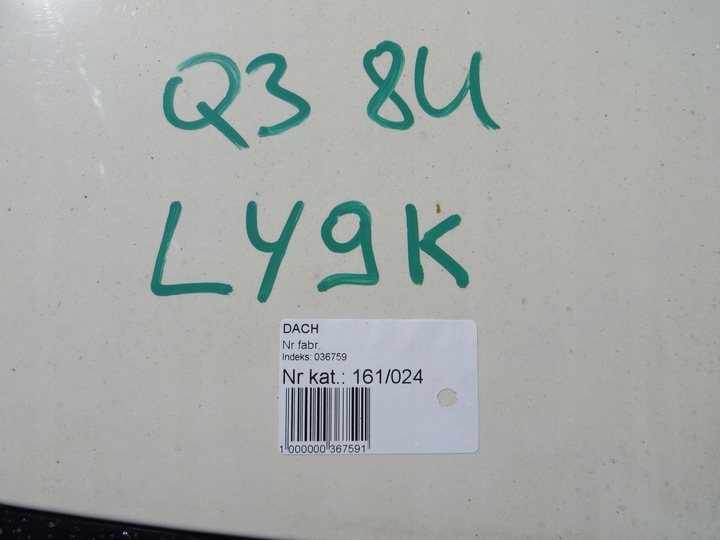 Q3 8U
LY9K
DACH
Nr fabr.
Indeks: 036759
Nr kat.: 161/024
1 000000 367591